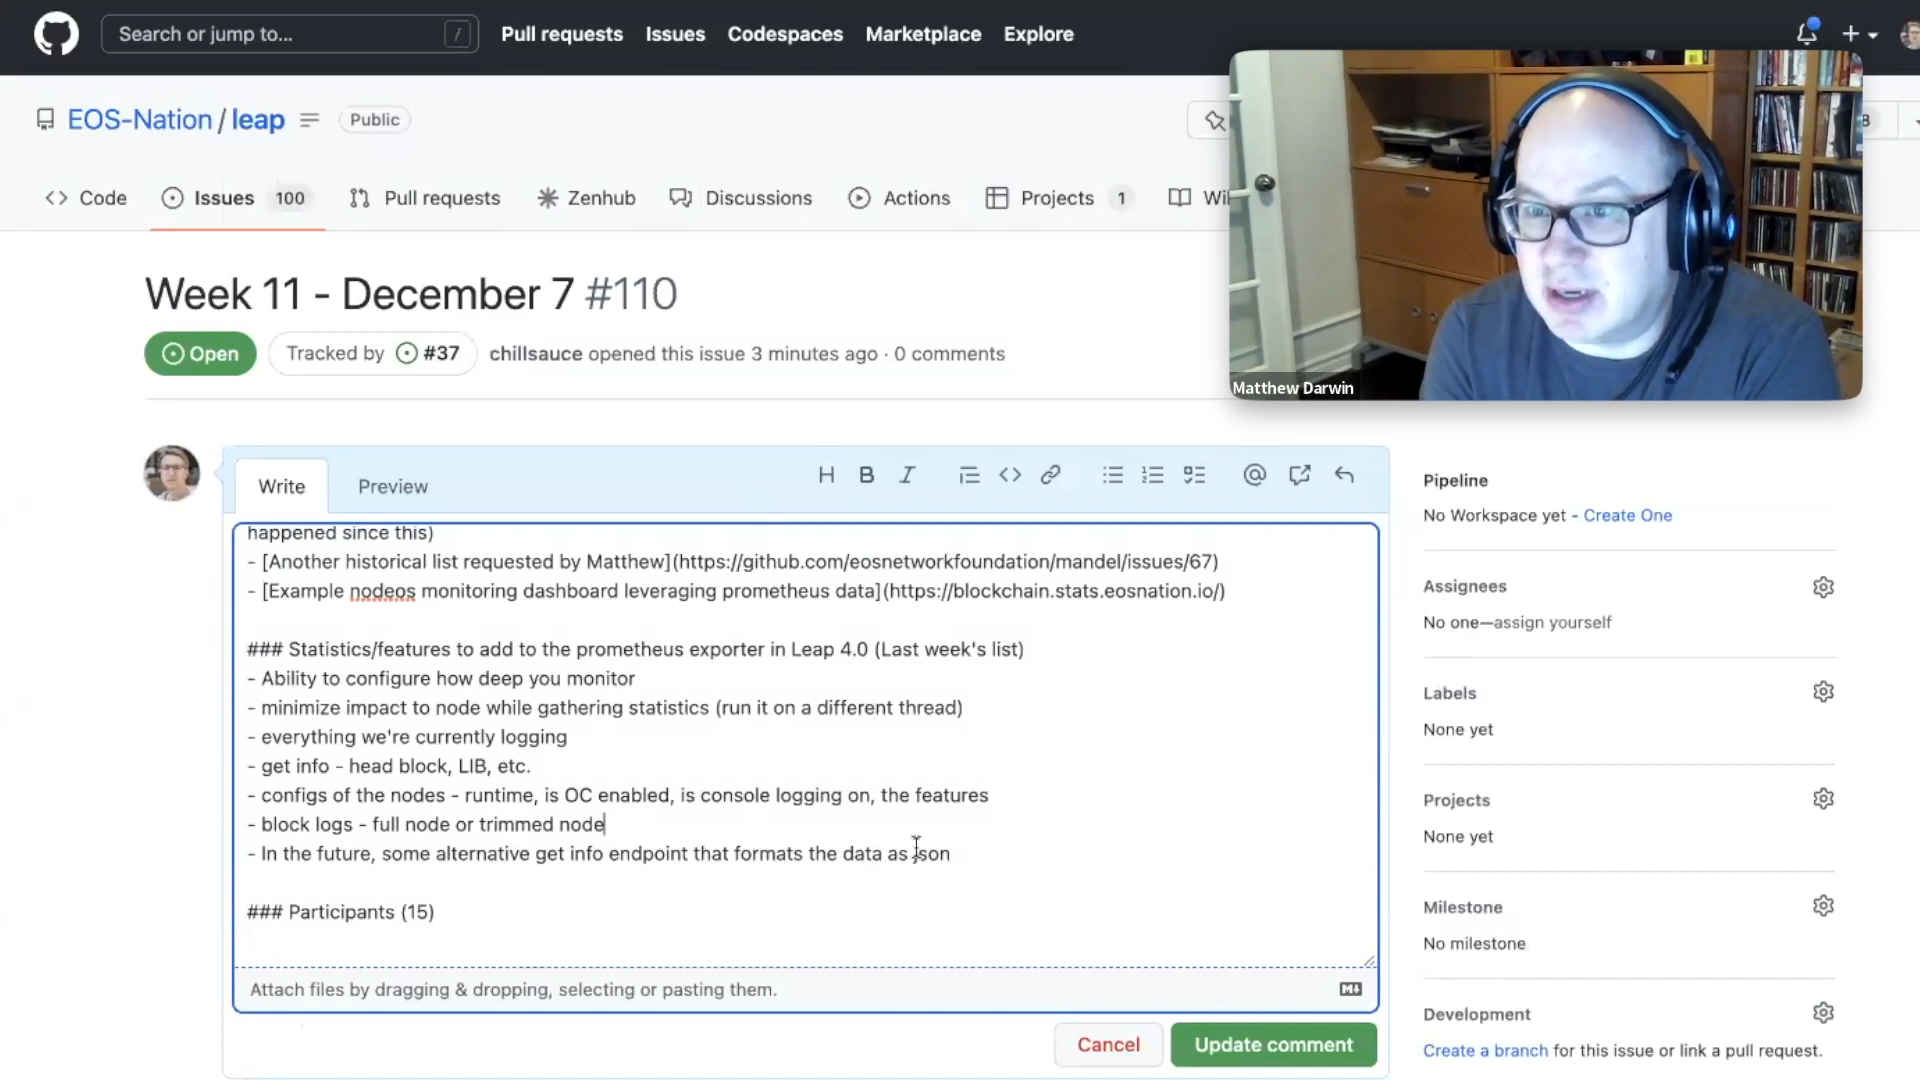 Search or jump to... /
Pull requests Issues Codespaces Marketplace Explore
EOS-Nation / leap Public
8
Code Issues 100 Pull requests Zenhub Discussions Actions Projects 1 Wi
Week 11 - December 7 #110
Open Tracked by #37 chillsauce opened this issue 3 minutes ago · 0 comments
Matthew Darwin
Write Preview
happened since this)
- [Another historical list requested by Matthew](https://github.com/eosnetworkfoundation/mandel/issues/67)
- [Example nodeos monitoring dashboard leveraging prometheus data](https://blockchain.stats.eosnation.io/)
### Statistics/features to add to the prometheus exporter in Leap 4.0 (Last week's list)
- Ability to configure how deep you monitor
- minimize impact to node while gathering statistics (run it on a different thread)
- everything we're currently logging
- get info - head block, LIB, etc.
- configs of the nodes - runtime, is OC enabled, is console logging on, the features
- block logs - full node or trimmed node
- In the future, some alternative get info endpoint that formats the data as json
### Participants (15)
Attach files by dragging & dropping, selecting or pasting them.
Cancel Update comment
Pipeline
No Workspace yet - Create One
Assignees
No one—assign yourself
Labels
None yet
Projects
None yet
Milestone
No milestone
Development
Create a branch for this issue or link a pull request.